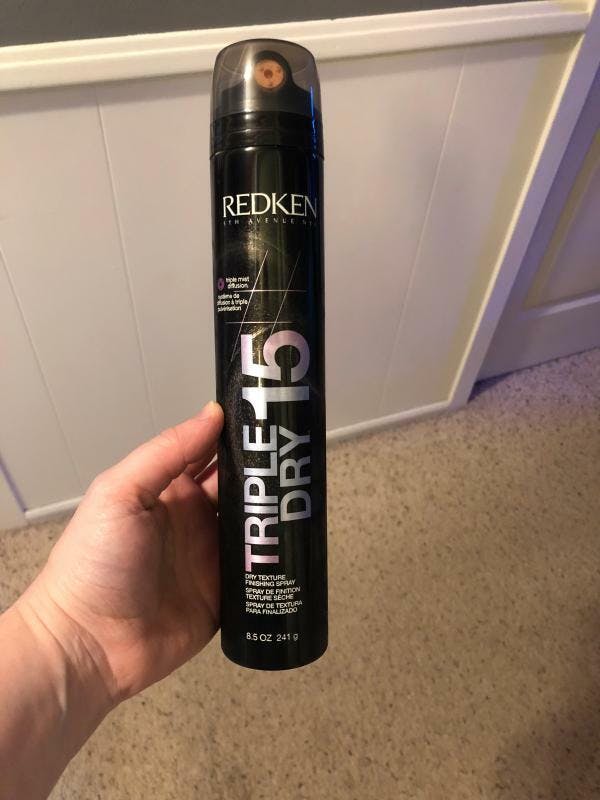 REDKEN
5TH AVENUE NY
triple mist
diffusion
système de
diffusion à triple
pulvérisation
TRIPLE
DRY 15
DRY TEXTURE
FINISHING SPRAY
SPRAY DE FINITION
TEXTURE SÈCHE
SPRAY DE TEXTURA
PARA FINALIZADO
8.5 OZ 241 g